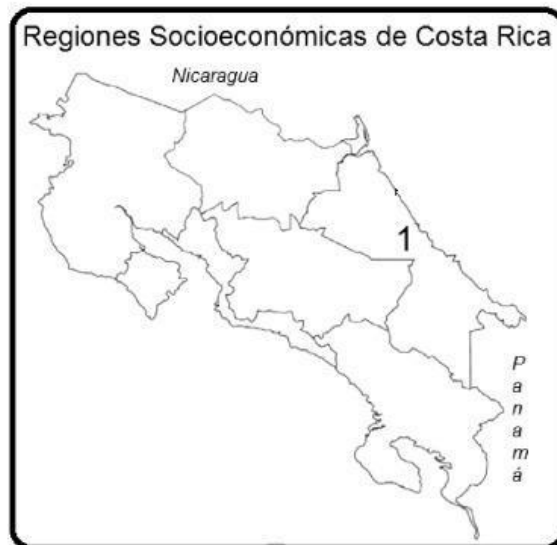 Regiones Socioeconómicas de Costa Rica
Nicaragua
1
P
a
n
a
m
á